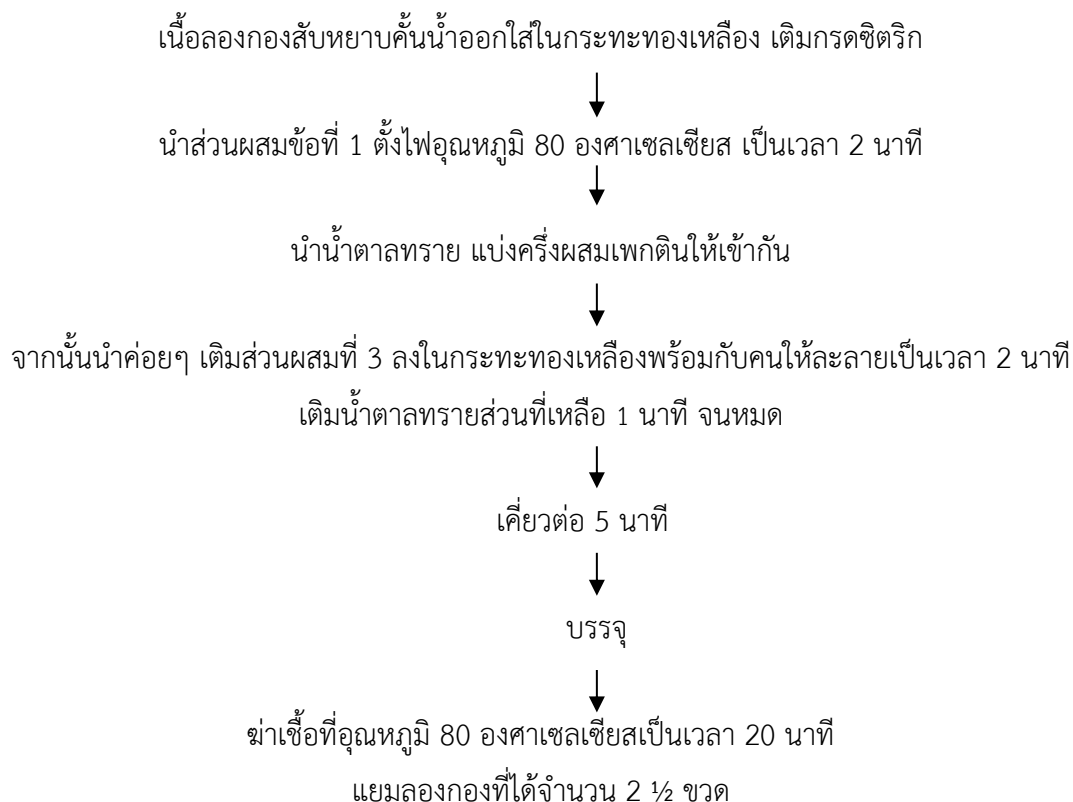 เนื้อลองกองสับหยาบคั้นน้ำออกใส่ในกระทะทองเหลือง เติมกรดซิตริก
นำส่วนผสมข้อที่ 1 ตั้งไฟอุณหภูมิ 80 องศาเซลเซียส เป็นเวลา 2 นาที
นำน้ำตาลทราย แบ่งครึ่งผสมเพกตินให้เข้ากัน
จากนั้นนำค่อยๆ เติมส่วนผสมที่ 3 ลงในกระทะทองเหลืองพร้อมกับคนให้ละลายเป็นเวลา 2 นาที
เติมน้ำตาลทรายส่วนที่เหลือ 1 นาที จนหมด
เคี่ยวต่อ 5 นาที
บรรจุ
ฆ่าเชื้อที่อุณหภูมิ 80 องศาเซลเซียสเป็นเวลา 20 นาที
แยมลองกองที่ได้จำนวน 2 ½ ขวด